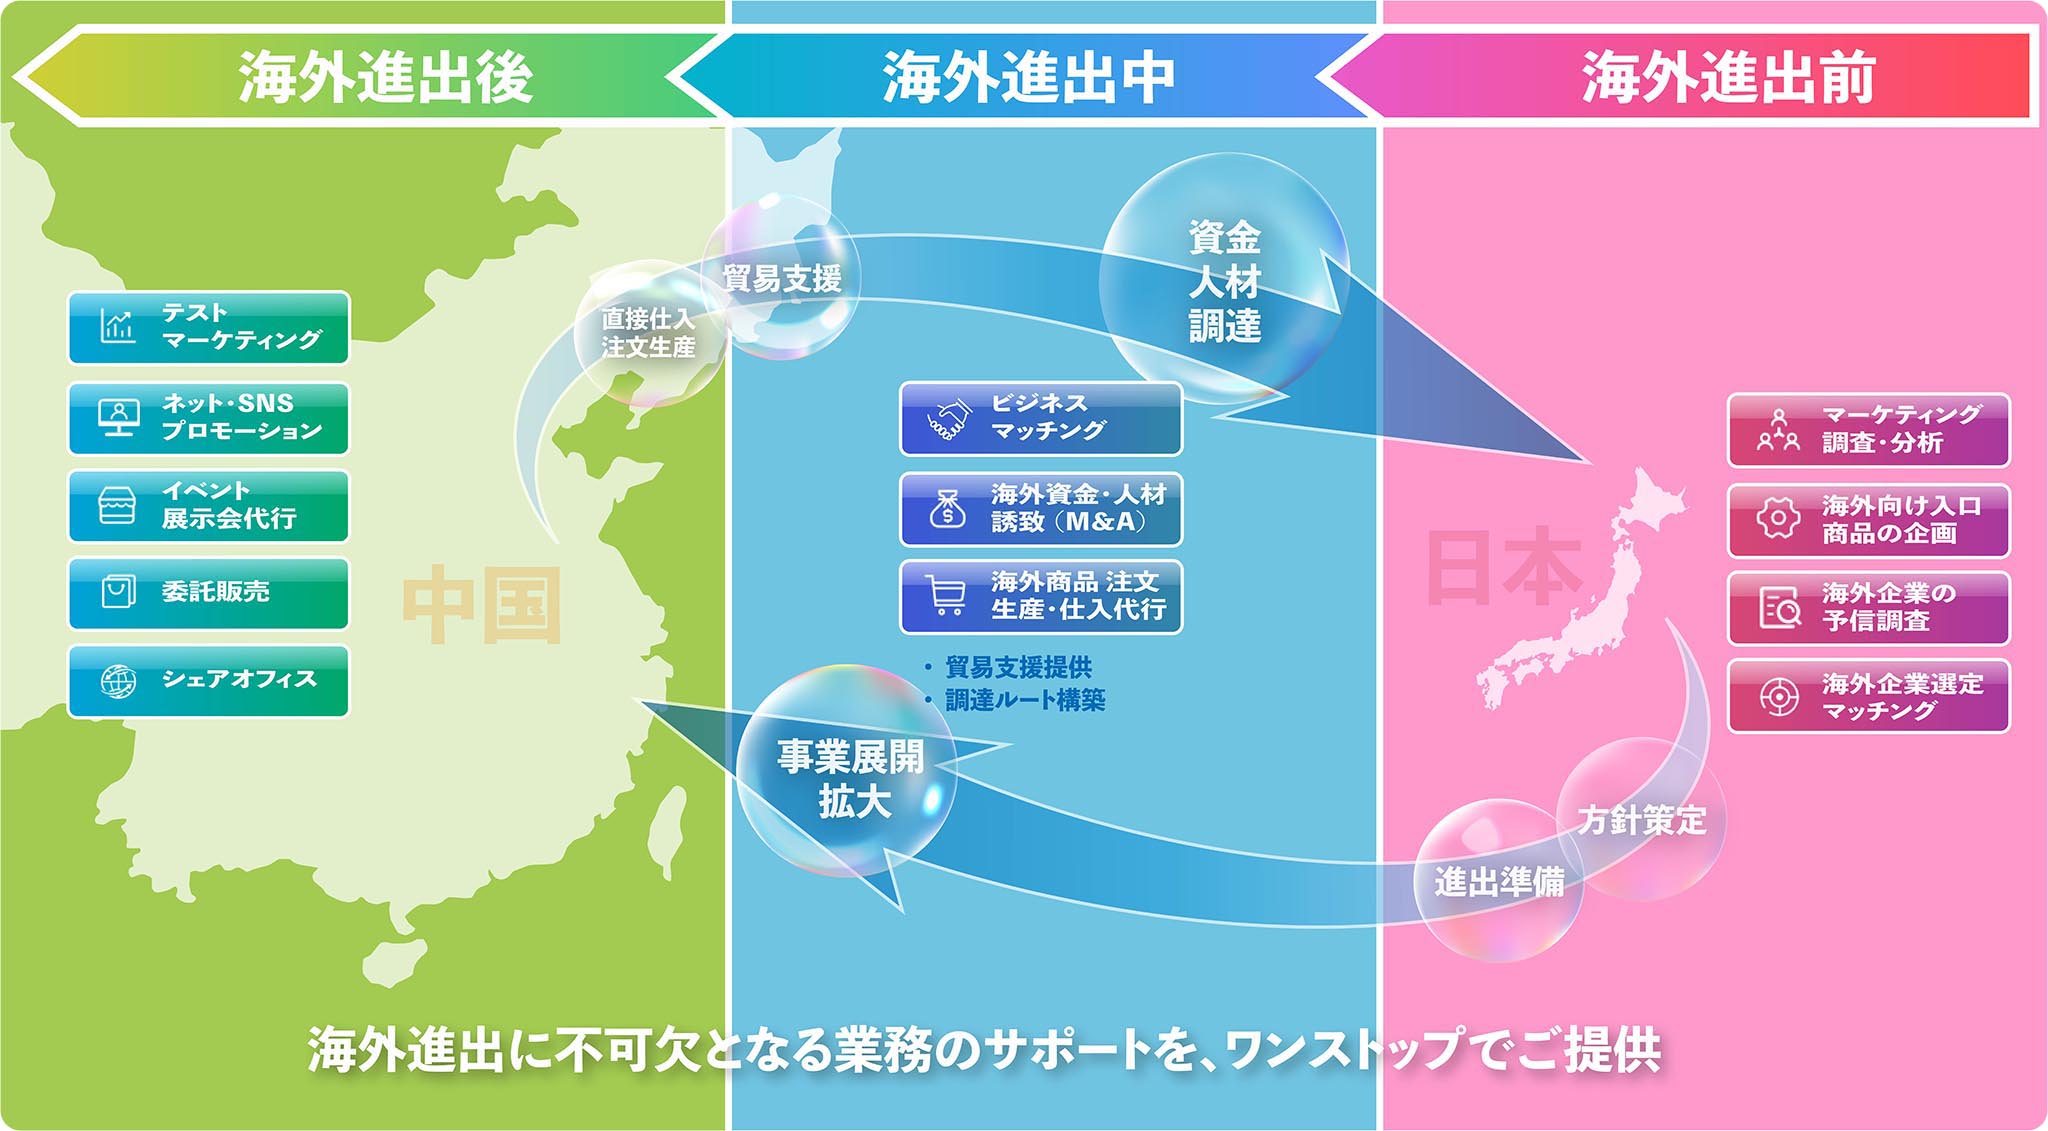 海外進出後
海外進出中
海外進出前
テスト
マーケティング
ネット・SNS
プロモーション
イベント
展示会代行
委託販売
シェアオフィス
中国
直接仕入
注文生産
貿易支援
資金
人材
調達
ビジネス
マッチング
海外資金・人材
誘致（M&A）
海外商品 注文
生産・仕入代行
・ 貿易支援提供
・ 調達ルート構築
事業展開
拡大
日本
マーケティング
調査・分析
海外向け入口
商品の企画
海外企業の
予信調査
海外企業選定
マッチング
方針策定
進出準備
海外進出に不可欠となる業務のサポートを、ワンストップでご提供